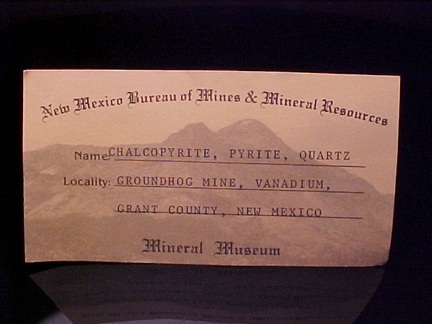 New Mexico Bureau of Mines & Mineral Resources
Name: CHALCOPYRITE, PYRITE, QUARTZ
Locality: GROUNDHOG MINE, VANADIUM,
GRANT COUNTY, NEW MEXICO
Mineral Museum